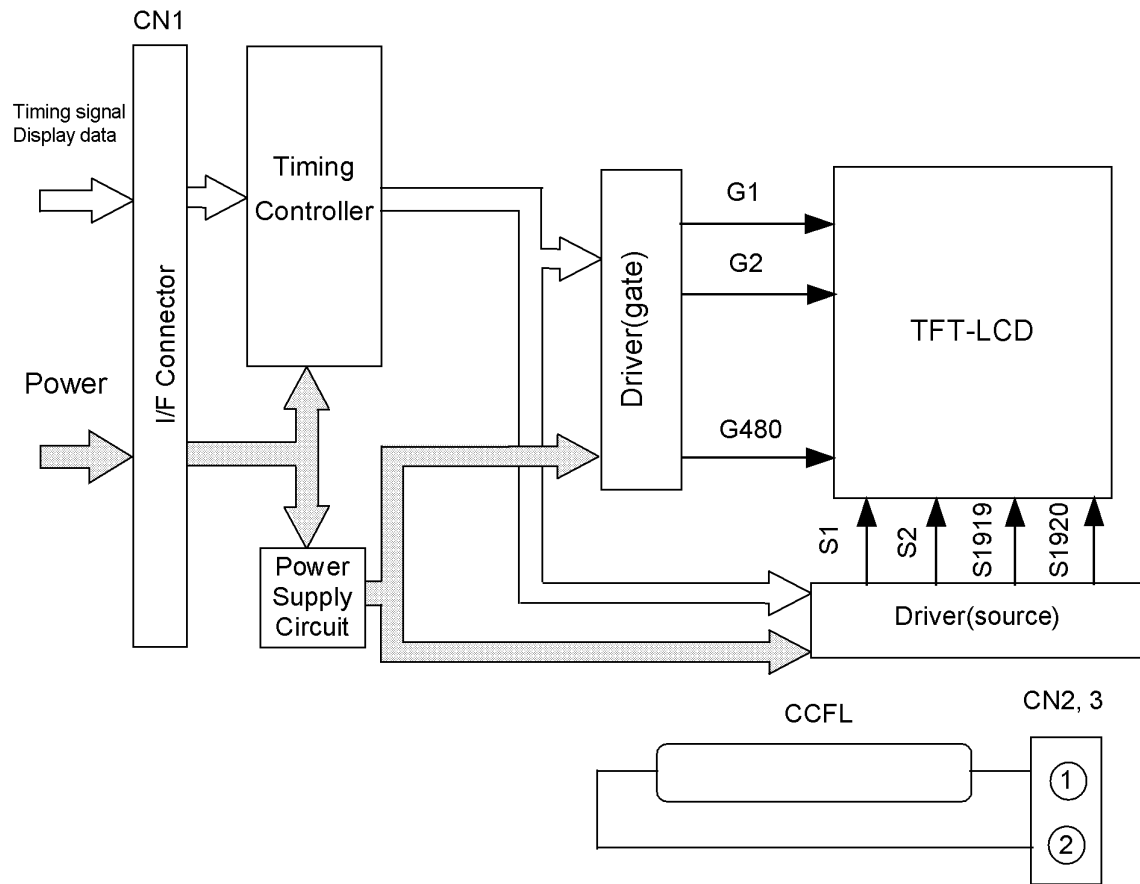 CN1
Timing signal
Display data
Timing
Controller
I/F Connector
Power
Power
Supply
Circuit
Driver(gate)
G1
G2
G480
TFT-LCD
S1
S2
S1919
S1920
Driver(source)
CCFL
CN2, 3
1
2